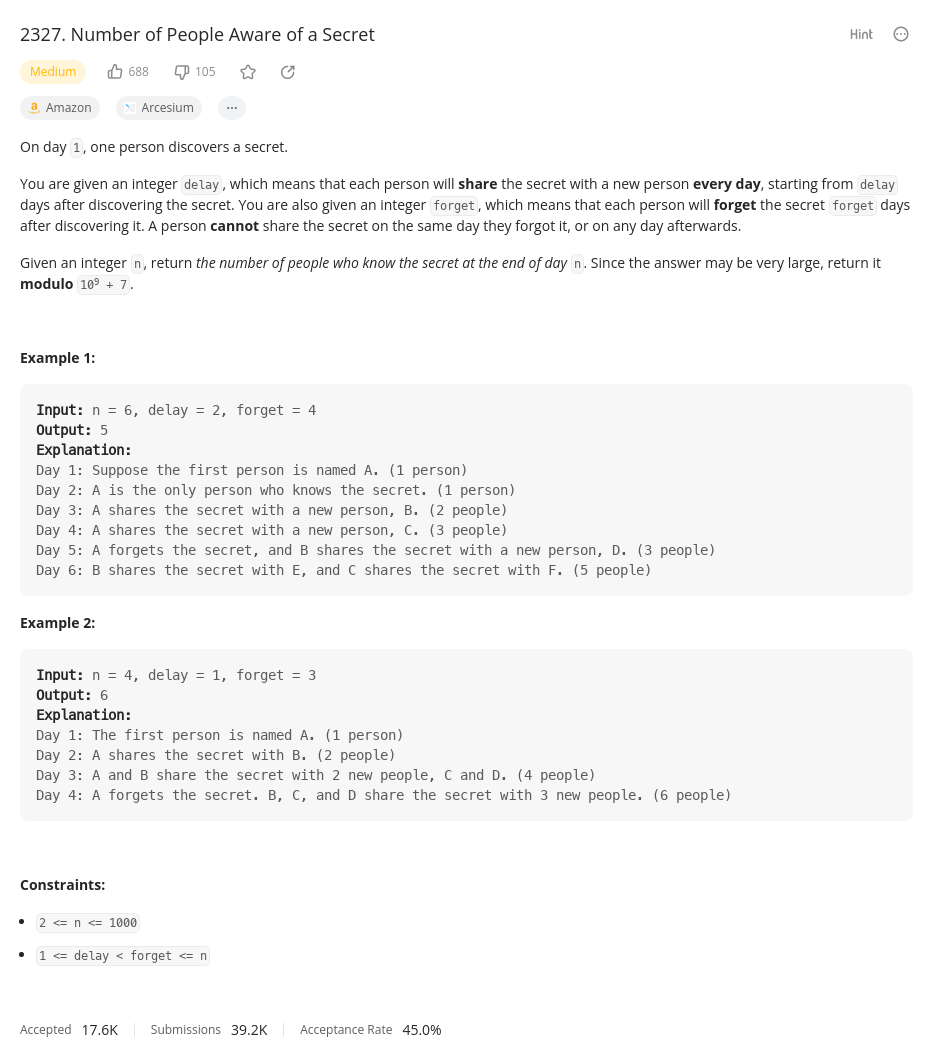 2327. Number of People Aware of a Secret
Hint
Medium
688
105
Amazon
Arcesium
...
On day 1, one person discovers a secret.
You are given an integer delay, which means that each person will share the secret with a new person every day, starting from delay
days after discovering the secret. You are also given an integer forget, which means that each person will forget the secret forget days
after discovering it. A person cannot share the secret on the same day they forgot it, or on any day afterwards.
Given an integer n, return the number of people who know the secret at the end of day n. Since the answer may be very large, return it
modulo 10⁹ + 7.
Example 1:
Input: n = 6, delay = 2, forget = 4
Output: 5
Explanation:
Day 1: Suppose the first person is named A. (1 person)
Day 2: A is the only person who knows the secret. (1 person)
Day 3: A shares the secret with a new person, B. (2 people)
Day 4: A shares the secret with a new person, C. (3 people)
Day 5: A forgets the secret, and B shares the secret with a new person, D. (3 people)
Day 6: B shares the secret with E, and C shares the secret with F. (5 people)
Example 2:
Input: n = 4, delay = 1, forget = 3
Output: 6
Explanation:
Day 1: The first person is named A. (1 person)
Day 2: A shares the secret with B. (2 people)
Day 3: A and B share the secret with 2 new people, C and D. (4 people)
Day 4: A forgets the secret. B, C, and D share the secret with 3 new people. (6 people)
Constraints:
• 2 <= n <= 1000
• 1 <= delay < forget <= n
Accepted 17.6K Submissions 39.2K Acceptance Rate 45.0%